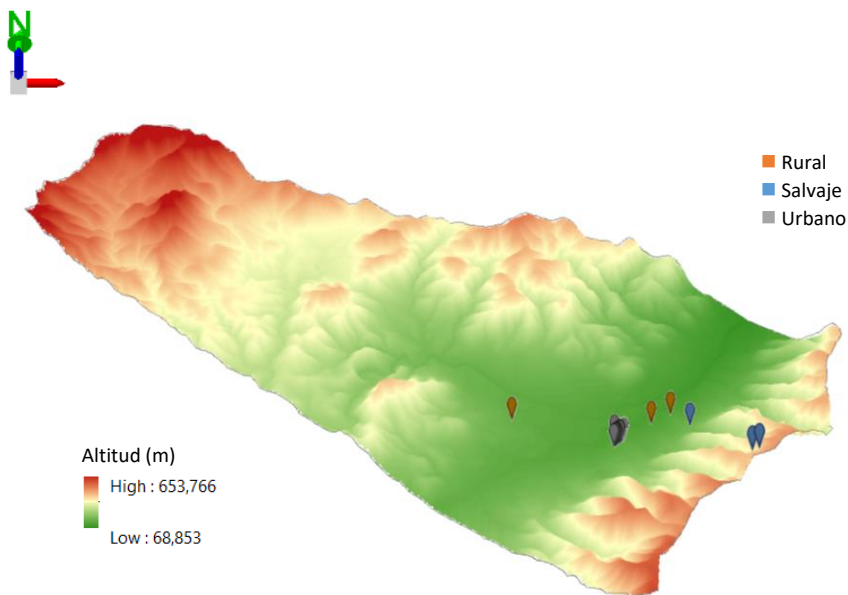 N
Rural
Salvaje
Urbano
Altitud (m)
High : 653,766
Low : 68,853